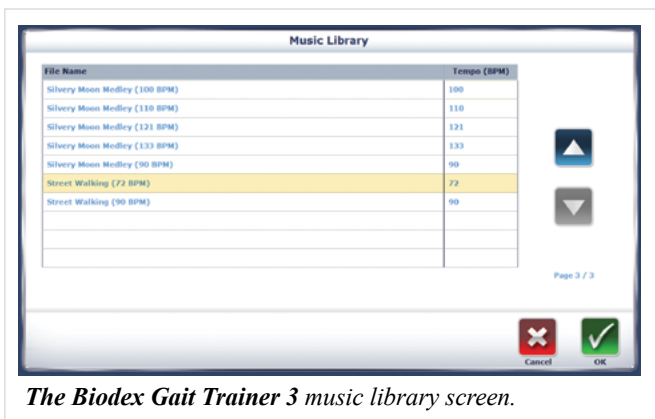 Music Library
File Name Tempo (BPM)
Silvery Moon Medley (100 BPM) 100
Silvery Moon Medley (110 BPM) 110
Silvery Moon Medley (121 BPM) 121
Silvery Moon Medley (133 BPM) 133
Silvery Moon Medley (90 BPM) 90
Street Walking (72 BPM) 72
Street Walking (90 BPM) 90
Page 3 / 3
Cancel OK
The Biodex Gait Trainer 3 music library screen.